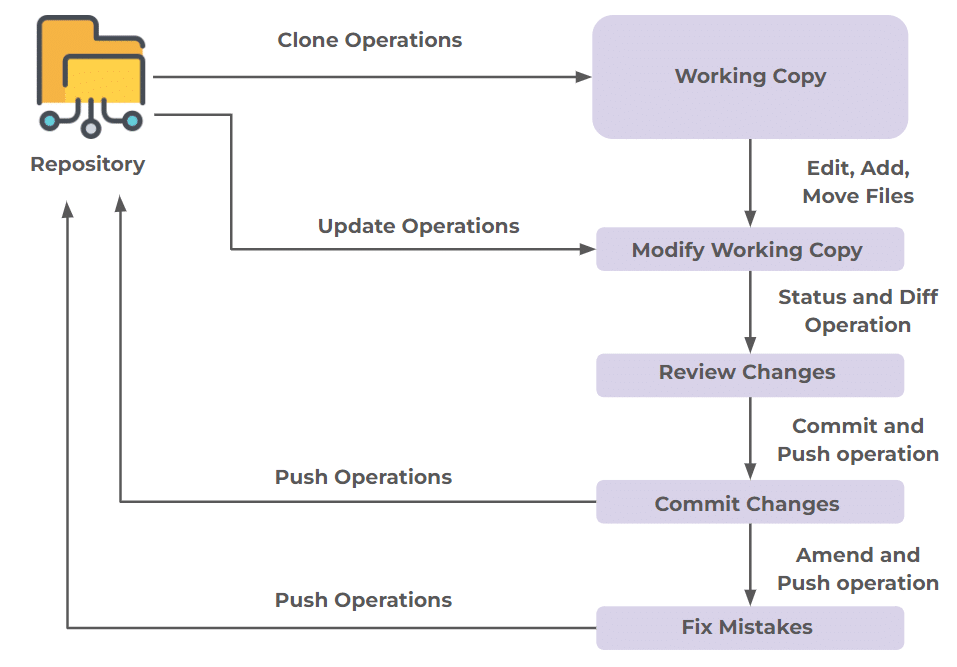 Clone Operations
Working Copy
Repository
Edit, Add,
Move Files
Update Operations
Modify Working Copy
Status and Diff
Operation
Review Changes
Commit and
Push operation
Push Operations
Commit Changes
Amend and
Push operation
Push Operations
Fix Mistakes